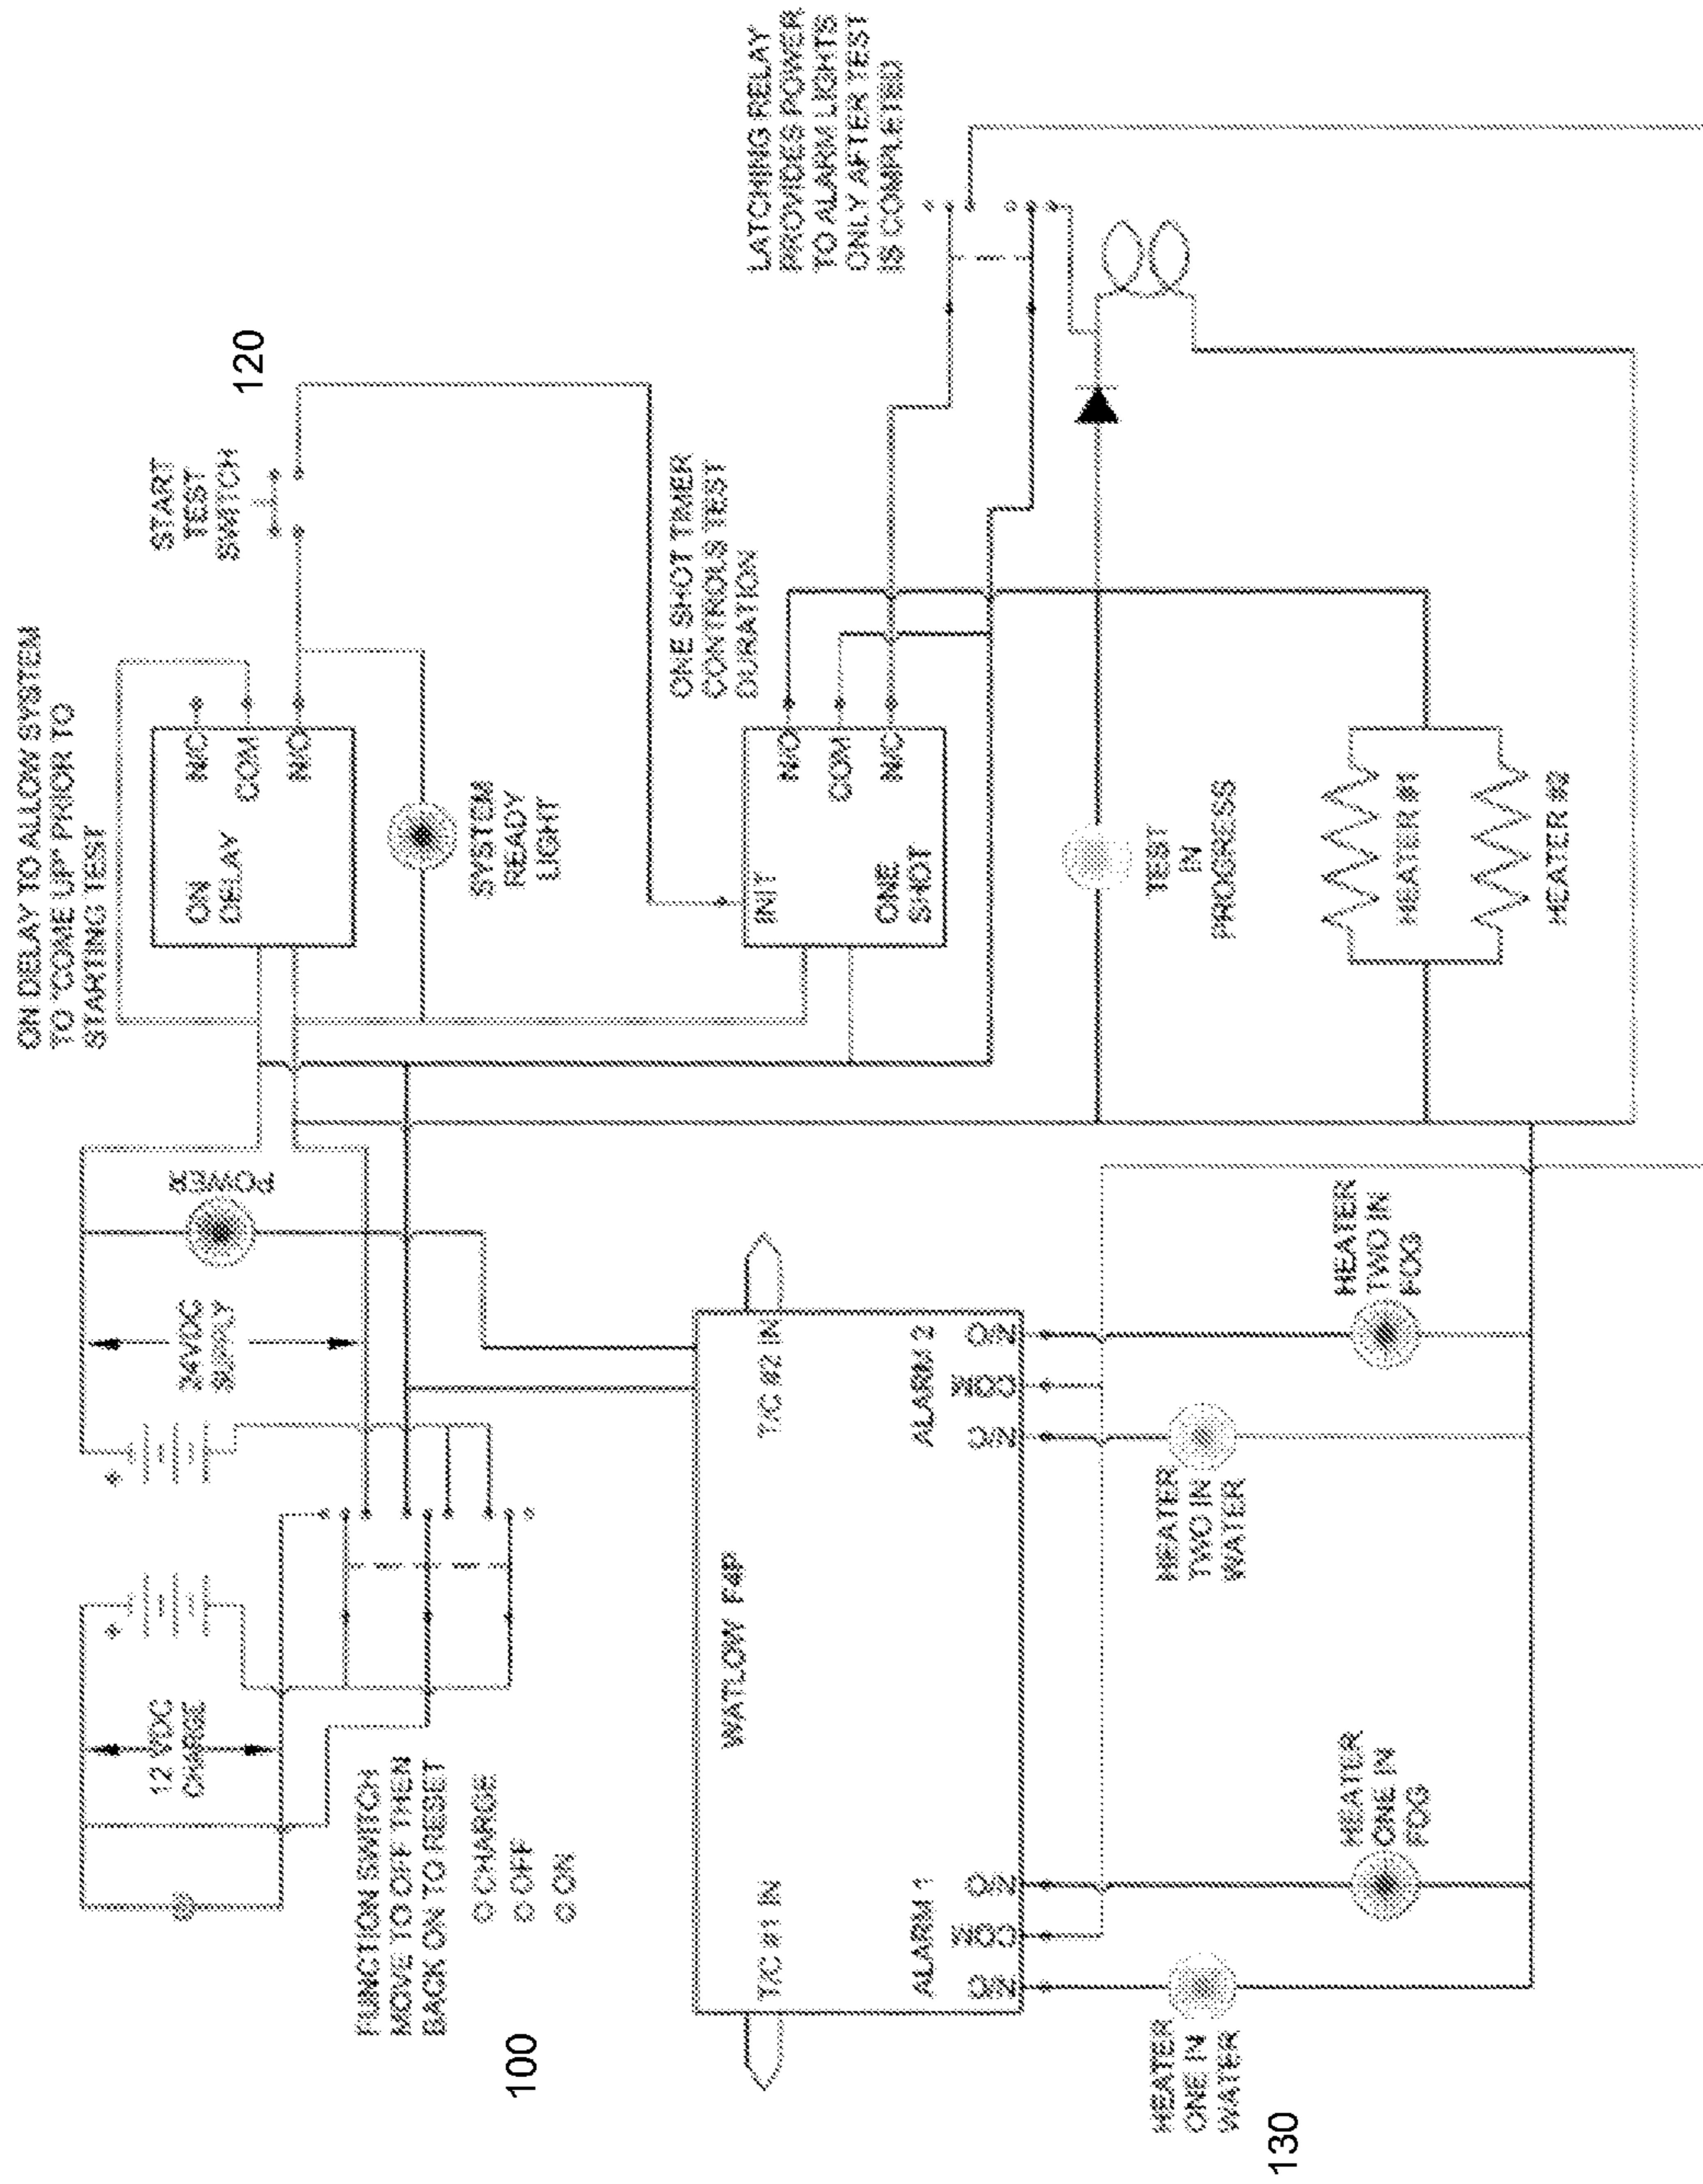 12 VDC
CHARGE
24VDC
SUPPLY
POWER
+
+
FUNCTION SWITCH
MOVE TO OFF THEN
BACK ON TO RESET
CHARGE
OFF
ON
100
ON DELAY TO ALLOW SYSTEM
TO "COME UP" PRIOR TO
STARTING TEST
ON
DELAY
N/C
COM
N/O
START
TEST
SWITCH
120
SYSTEM
READY
LIGHT
ONE SHOT TIMER
CONTROLS TEST
DURATION
INIT
ONE
SHOT
N/O
COM
N/C
LATCHING RELAY
PROVIDES POWER
TO ALARM LIGHTS
ONLY AFTER TEST
IS COMPLETED
WATLOW F4P
T/C #1 IN
T/C #2 IN
ALARM 1
ALARM 2
N/C
COM
N/O
N/C
COM
N/O
TEST
IN
PROGRESS
HEATER #1
HEATER #2
HEATER
ONE IN
WATER
HEATER
ONE IN
FOG
HEATER
TWO IN
WATER
HEATER
TWO IN
FOG
130